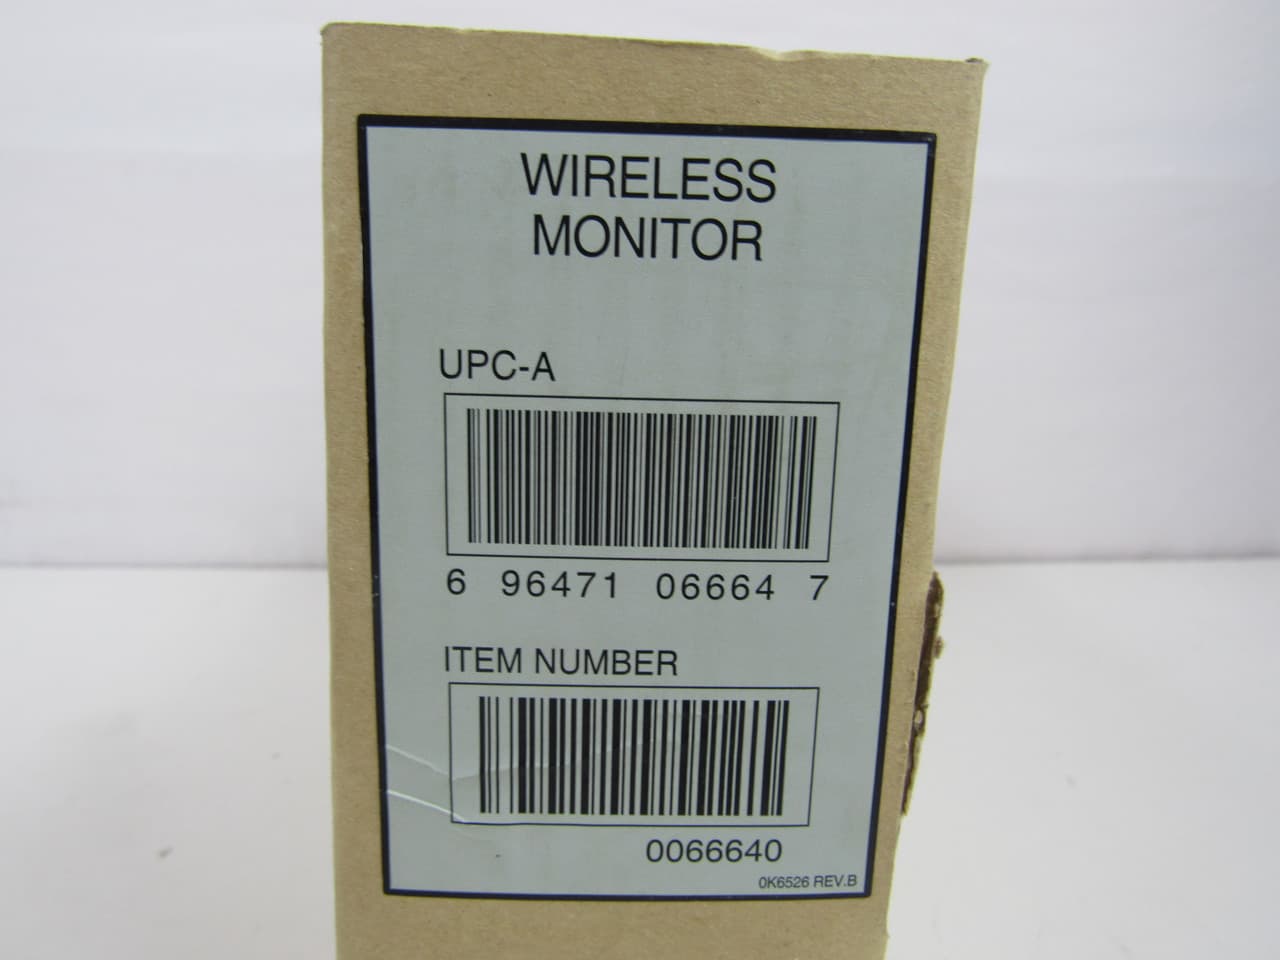 WIRELESS
MONITOR
UPC-A
6 96471 06664 7
ITEM NUMBER
0066640
0K6526 REV.B